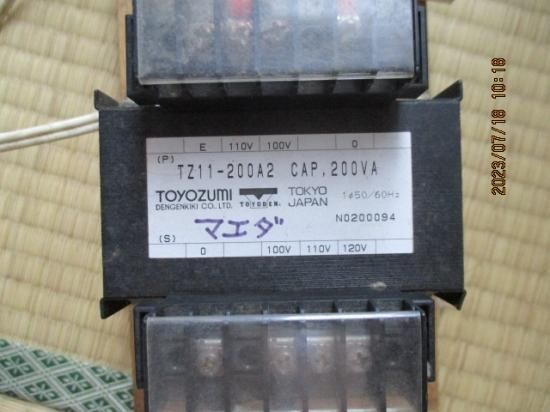 E 110V 100V 0
(P)
TZ11-200A2 CAP, 200VA
TOYOZUMI TOYODEN TOKYO
DENGENKIKI CO., LTD. JAPAN 1φ50/60Hz
マエダ N0200094
(S)
0 100V 110V 120V
2023/07/18 10:16